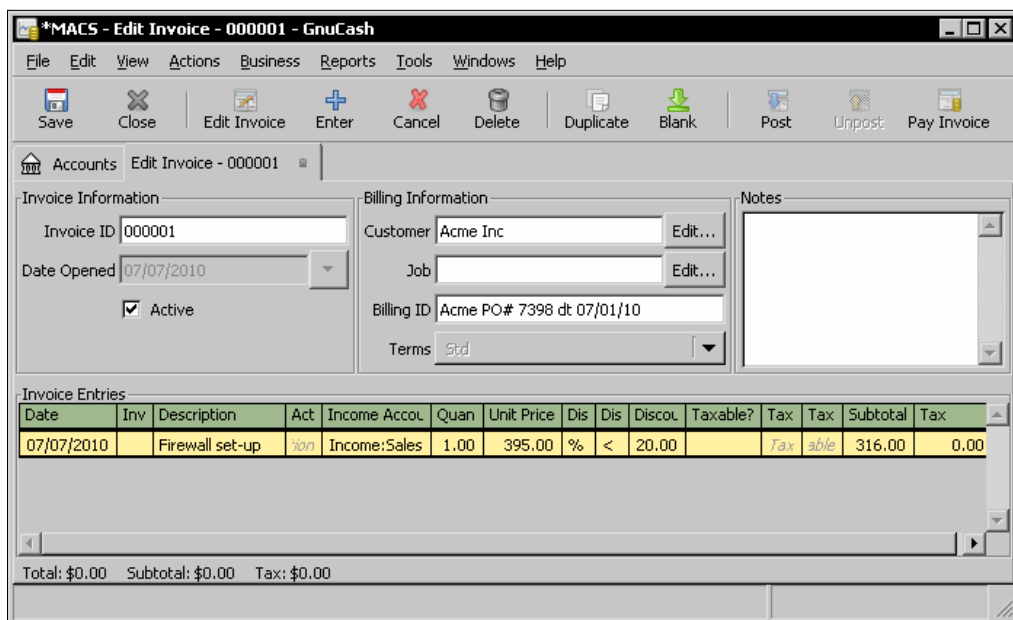 *MACS - Edit Invoice - 000001 - GnuCash
File Edit View Actions Business Reports Tools Windows Help
Save Close Edit Invoice Enter Cancel Delete Duplicate Blank Post Unpost Pay Invoice
Accounts Edit Invoice - 000001
Invoice Information Billing Information Notes
Invoice ID 000001 Customer Acme Inc Edit...
Date Opened 07/07/2010 Job Edit...
Active Billing ID Acme PO# 7398 dt 07/01/10
Terms Std
Invoice Entries
Date Inv Description Act Income Accou Quan Unit Price Dis Dis Discou Taxable? Tax Tax Subtotal Tax
07/07/2010 Firewall set-up ion Income:Sales 1.00 395.00 % < 20.00 Tax able 316.00 0.00
Total: $0.00 Subtotal: $0.00 Tax: $0.00